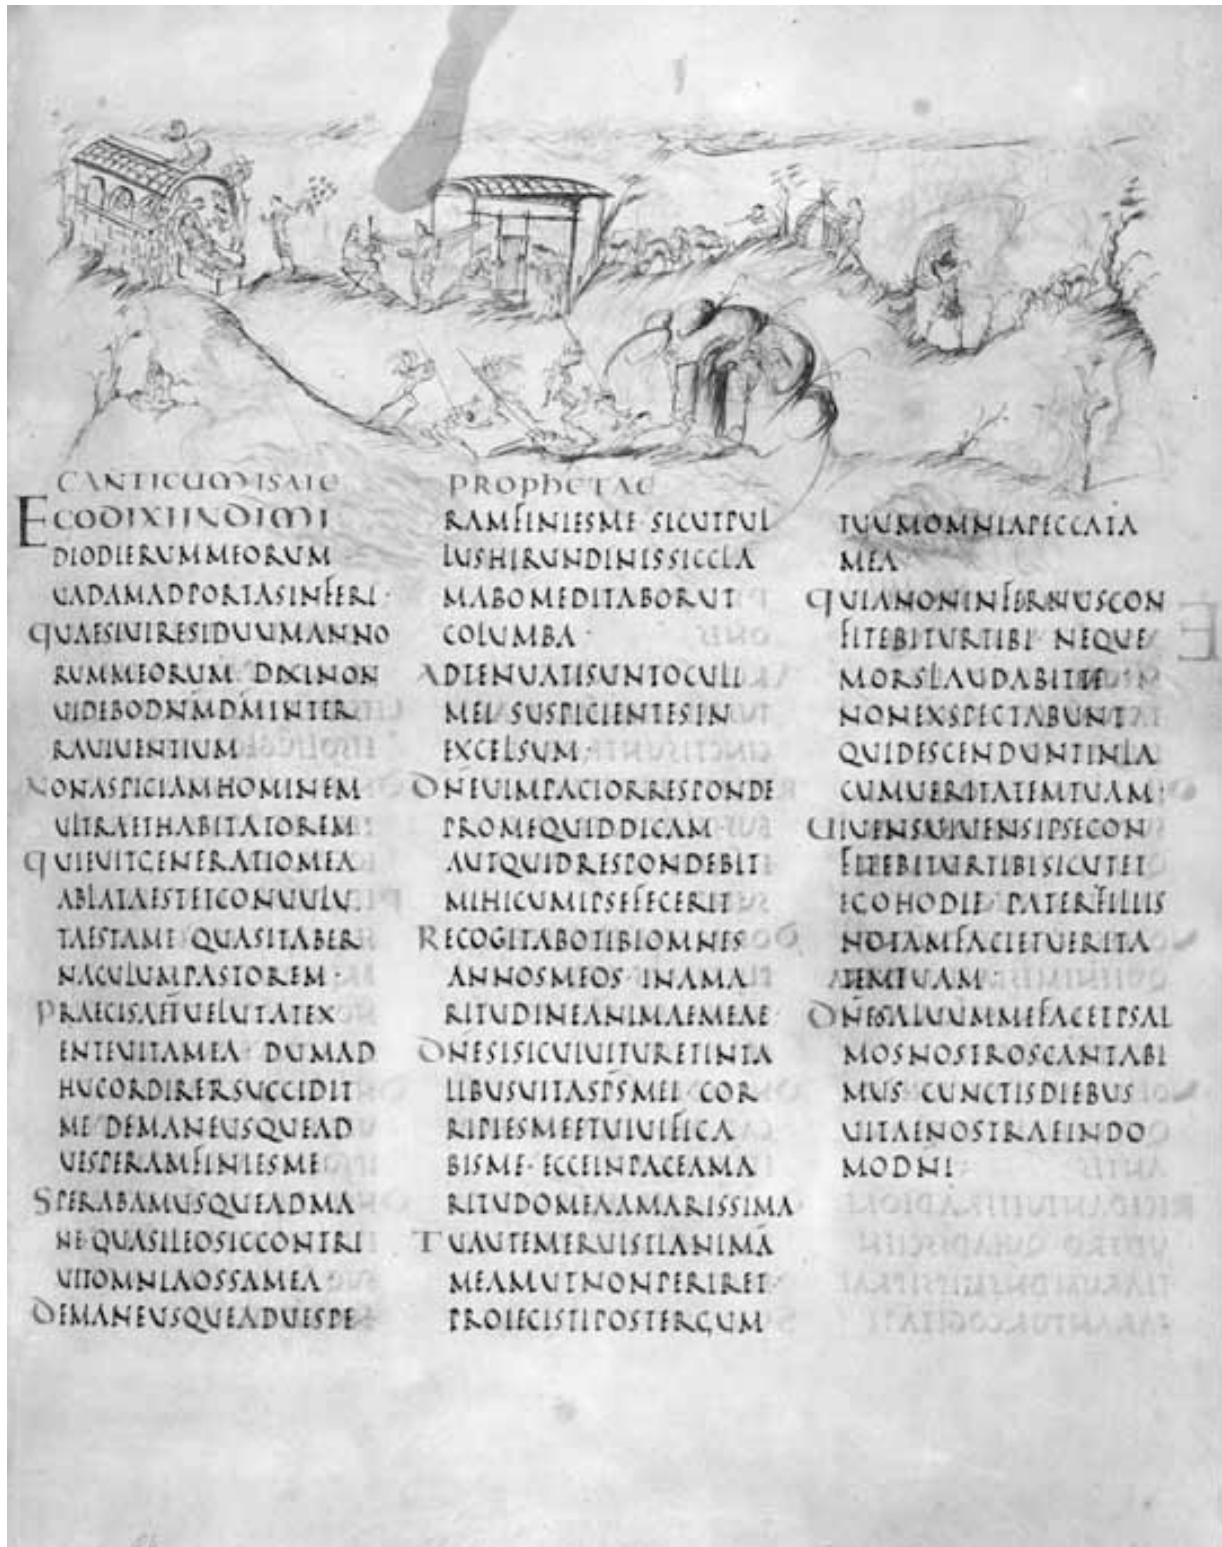 CANTICUM ISAIE PROPHETAE
EGO DIXI IN DIMI
DIO DIERUM MEORUM
UADAM AD PORTAS INFERI·
QUAESIUI RESIDUUM ANNO
RUM MEORUM· DIXI NON
UIDEBO DN̄M DM̄ IN TER
RA UIUENTIUM
NON ASPICIAM HOMINEM
ULTRA ET HABITATOREM·
QUIEUIT GENERATIO MEA
ABLATA EST ET CONUOLU
TA EST A ME· QUASI TABER
NACULUM PASTOREM·
PRAECISA EST UELUT A TEX
ENTE UITA MEA· DUM AD
HUC ORDIRER SUCCIDIT
ME· DE MANE USQUE AD
UESPERAM FINIES ME
SPERABAM USQUE AD MA
NE· QUASI LEO SIC CONTRI
UIT OMNIA OSSA MEA·
DE MANE USQUE AD UESPE
RAM FINIES ME· SICUT PUL
LUS HIRUNDINIS SIC CLA
MABO MEDITABOR UT
COLUMBA·
ADTENUATI SUNT OCULI
MEI· SUSPICIENTES IN
EXCELSUM·
DNE UIM PACIOR RESPONDE
PRO ME QUID DICAM
AUT QUID RESPONDEBIT
MIHI CUM IPSE FECERIT
RECOGITABO TIBI OMNES
ANNOS MEOS· IN AMA
RITUDINE ANIMAE MEAE
DNE SI SIC UIUITUR ET IN TA
LIBUS UITA SPS MEI· COR
RIPIES ME ET UIUIFICA
BIS ME· ECCE IN PACE AMA
RITUDO MEA AMARISSIMA
TU AUTEM ERUISTI ANIMĀ
MEAM UT NON PERIRET·
PROIECISTI POST ERGUM
TUUM OMNIA PECCATA
MEA
QUIA NON INFERNUS CON
FITEBITUR TIBI· NEQUE
MORS LAUDABIT TE
NON EXSPECTABUNT
QUI DESCENDUNT IN LA
CUM UERITATEM TUAM·
UIUENS UIUENS IPSE CON
FITEBITUR TIBI SICUT ET
EGO HODIE· PATER FILIIS
NOTAM FACIET UERITA
TEM TUAM·
DNE SALUUM ME FAC ET PSAL
MOS NOSTROS CANTABI
MUS· CUNCTIS DIEBUS
UITAE NOSTRAE IN DO
MO DN̄I·